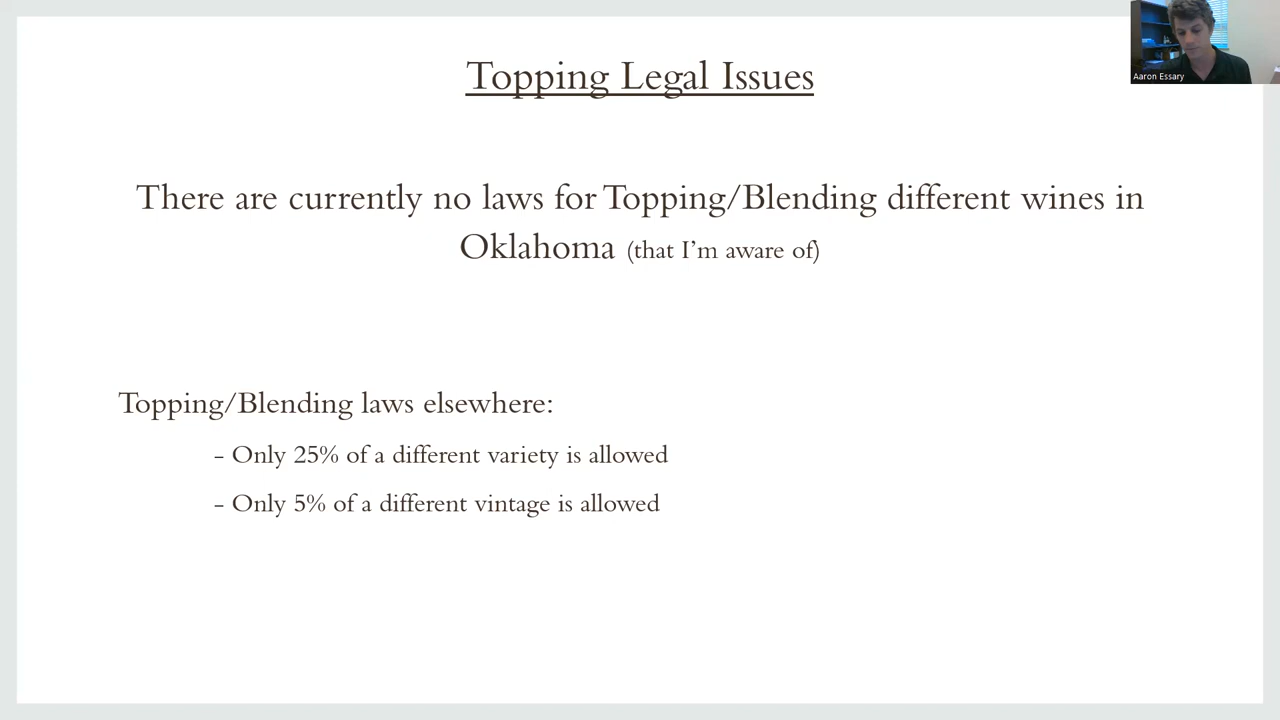 Topping Legal Issues
Aaron Essary
There are currently no laws for Topping/Blending different wines in
Oklahoma (that I'm aware of)
Topping/Blending laws elsewhere:
- Only 25% of a different variety is allowed
- Only 5% of a different vintage is allowed